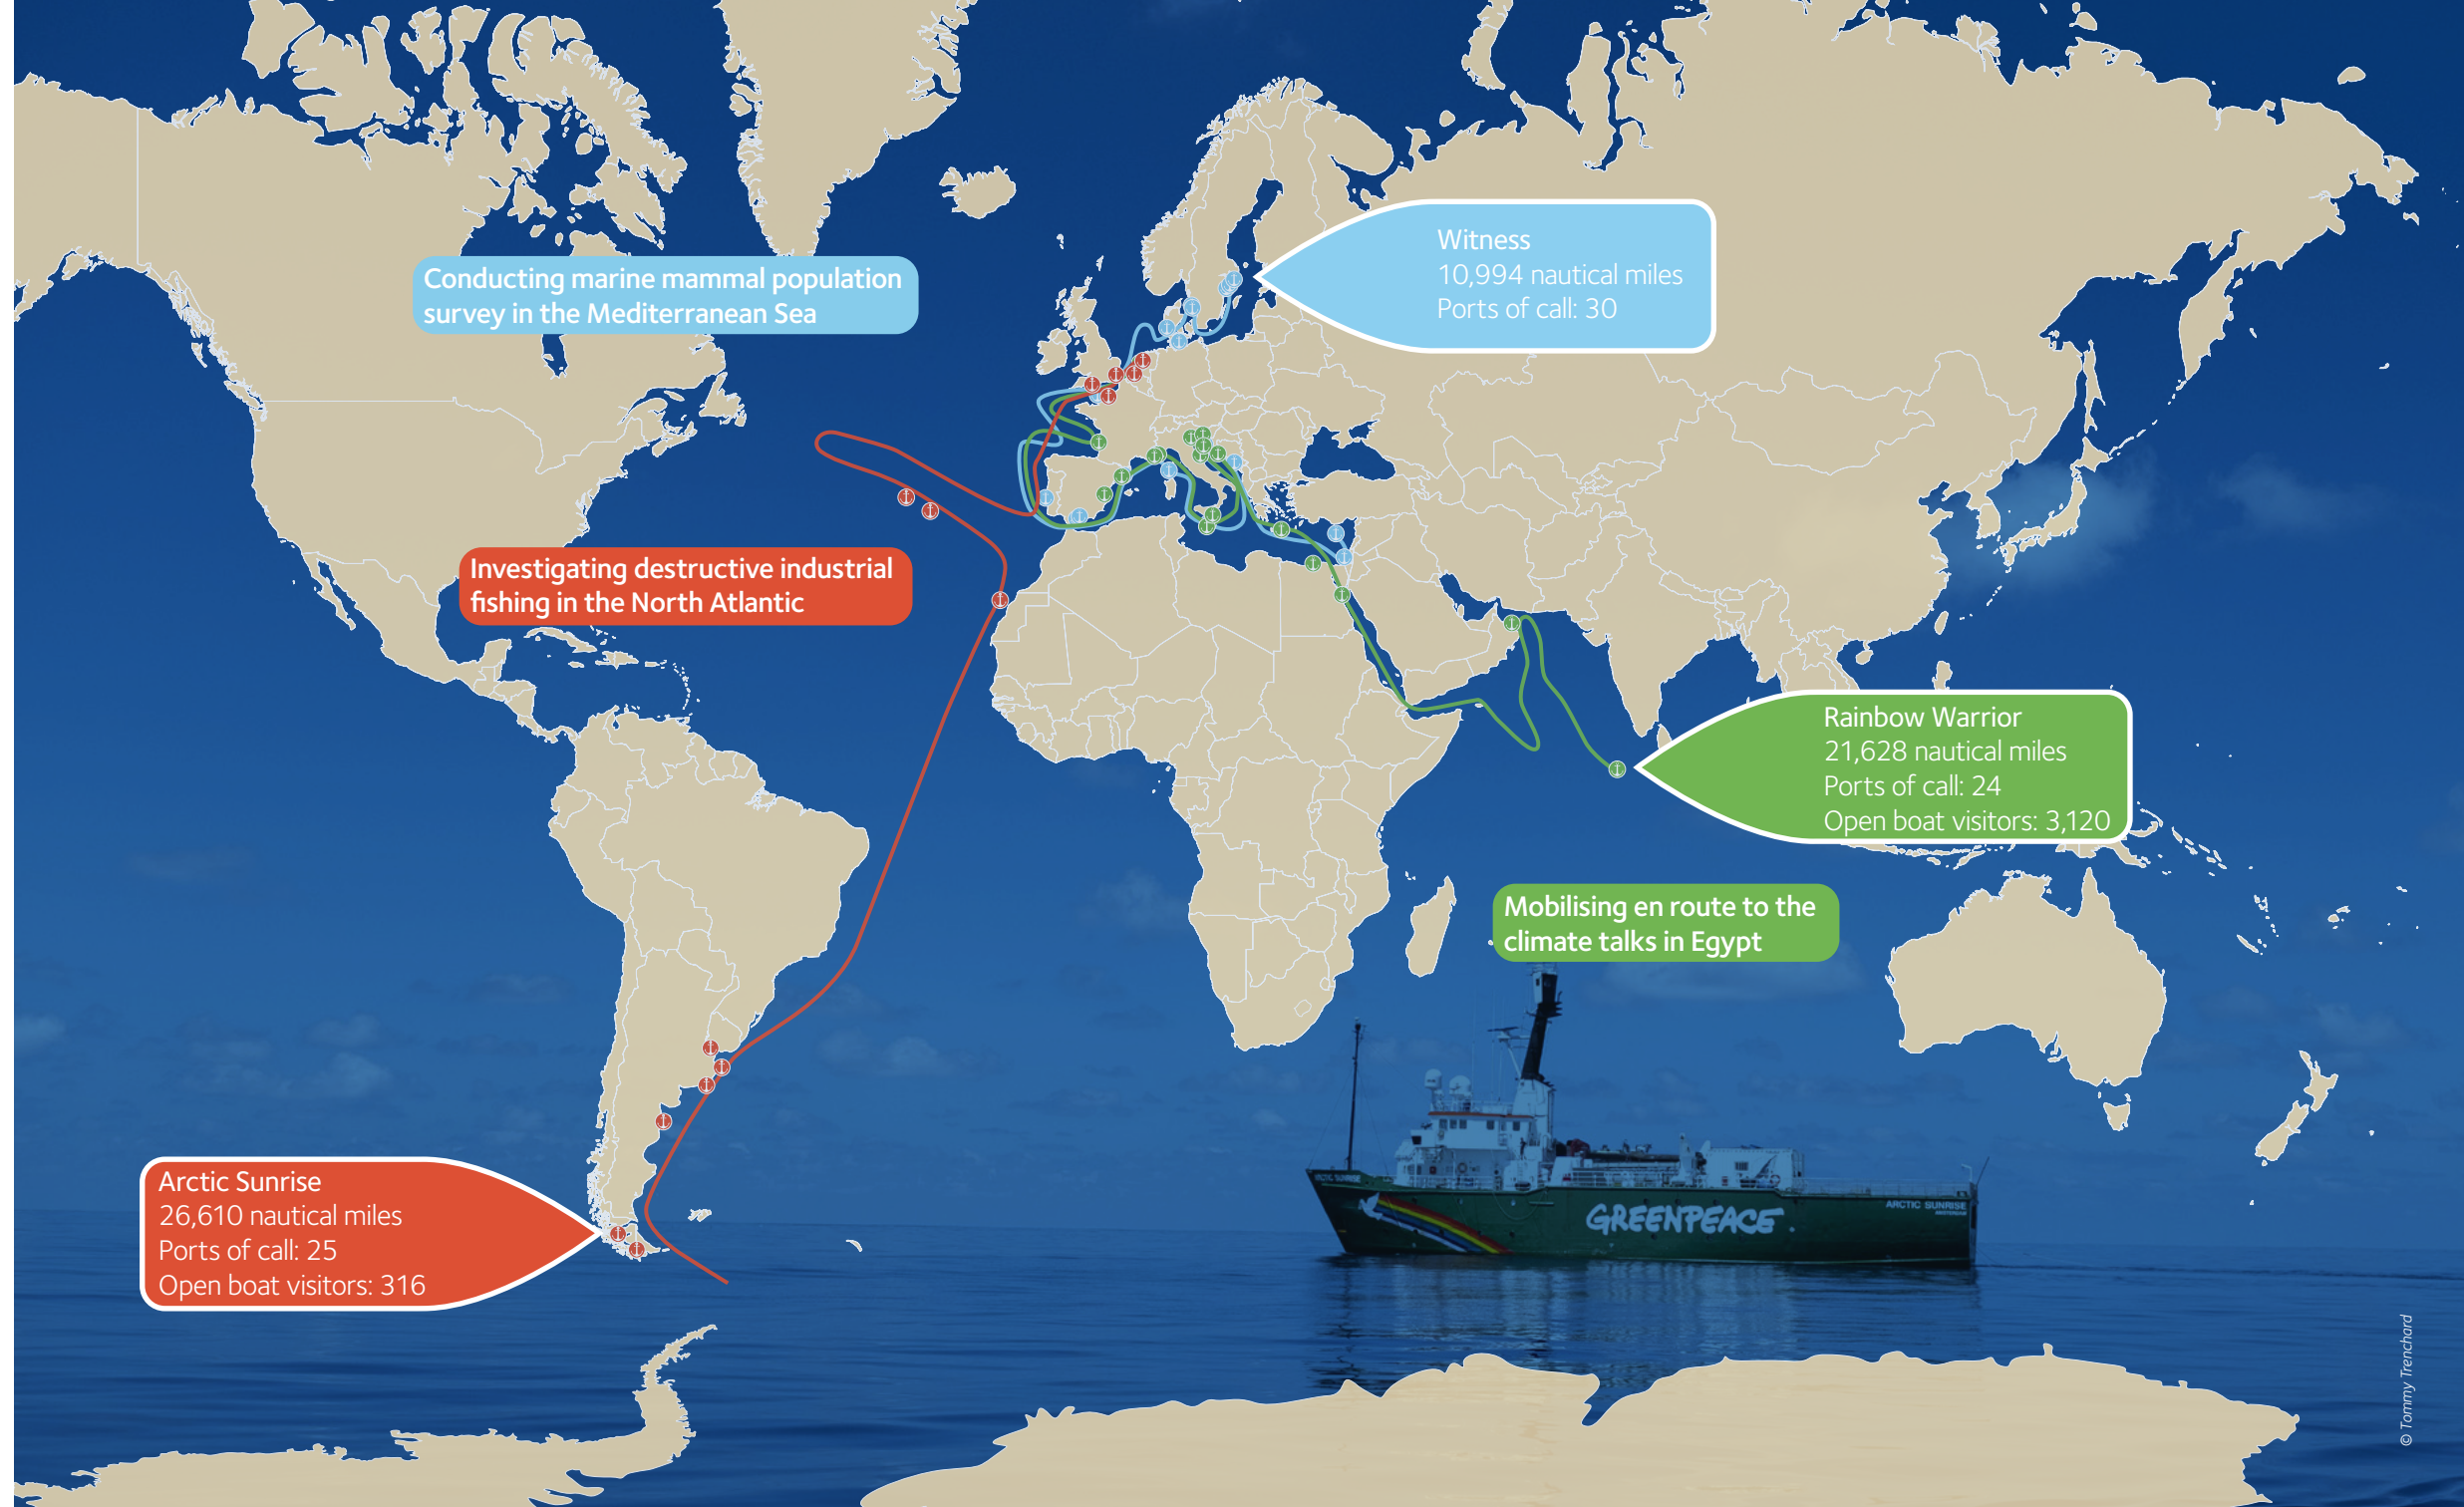 Conducting marine mammal population
survey in the Mediterranean Sea
Witness
10,994 nautical miles
Ports of call: 30
Investigating destructive industrial
fishing in the North Atlantic
Rainbow Warrior
21,628 nautical miles
Ports of call: 24
Open boat visitors: 3,120
Mobilising en route to the
climate talks in Egypt
Arctic Sunrise
26,610 nautical miles
Ports of call: 25
Open boat visitors: 316
GREENPEACE.
ARCTIC SUNRISE
AMSTERDAM
© Tommy Trenchard